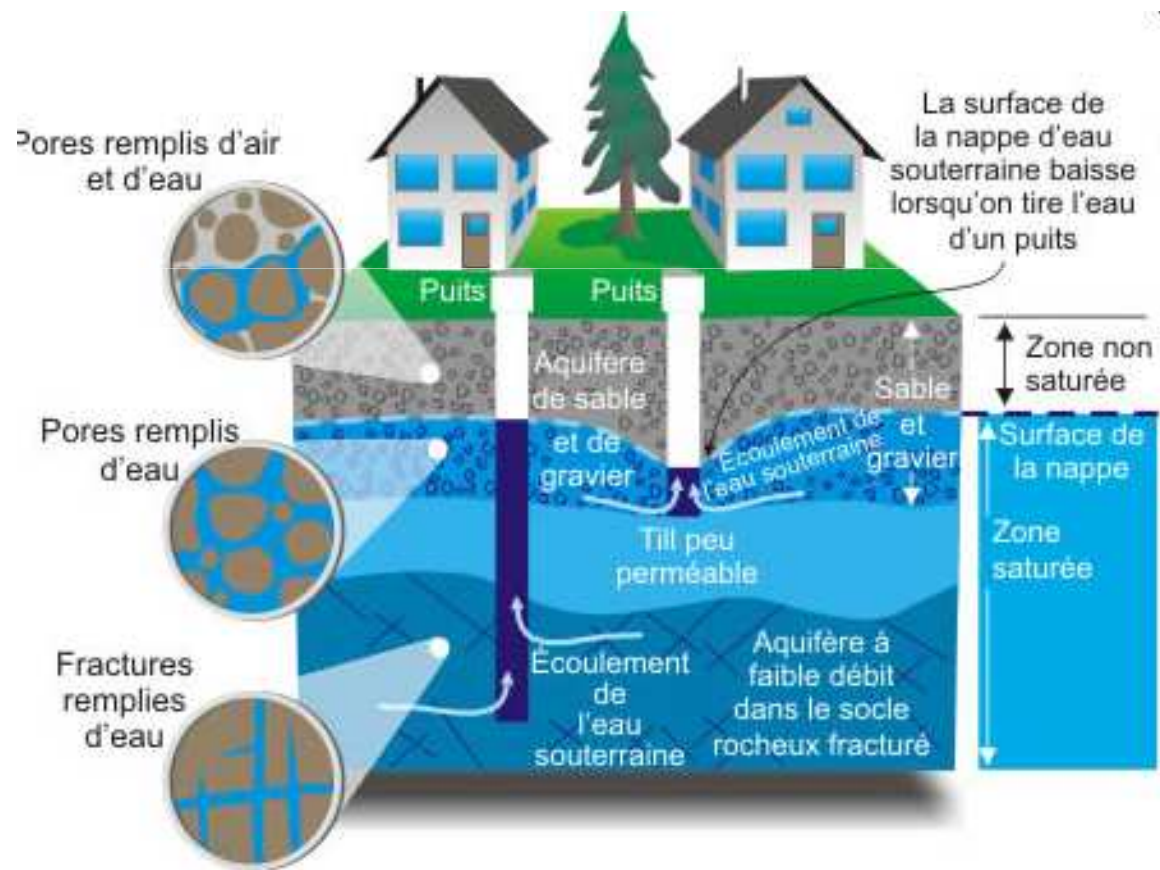 Pores remplis d'air
et d'eau
La surface de
la nappe d'eau
souterraine baisse
lorsqu'on tire l'eau
d'un puits
Puits
Puits
Zone non
saturée
Aquifère
de sable
et de
gravier
Sable
et
gravier
Écoulement de
l'eau souterraine
Pores remplis
d'eau
Surface de
la nappe
Zone
saturée
Till peu
perméable
Fractures
remplies
d'eau
Écoulement
de
l'eau
souterraine
Aquifère à
faible débit
dans le socle
rocheux fracturé